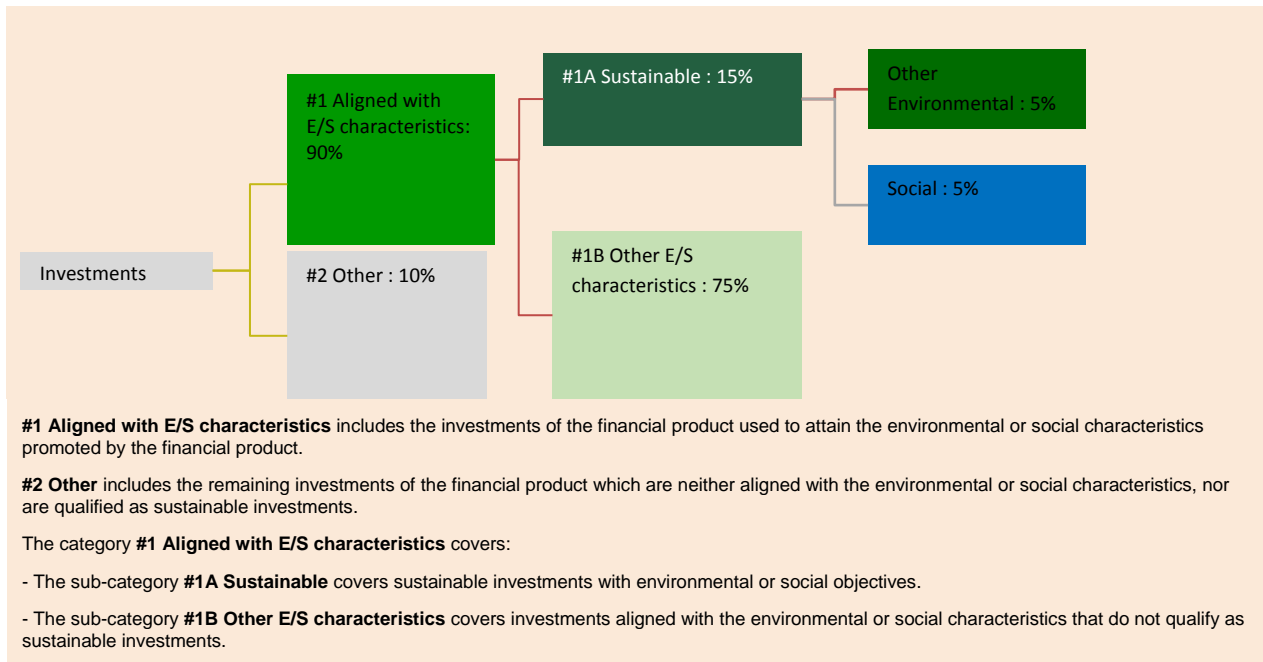 Investments
#1 Aligned with
E/S characteristics:
90%
#2 Other : 10%
#1A Sustainable : 15%
#1B Other E/S
characteristics : 75%
Other
Environmental : 5%
Social : 5%
#1 Aligned with E/S characteristics includes the investments of the financial product used to attain the environmental or social characteristics
promoted by the financial product.
#2 Other includes the remaining investments of the financial product which are neither aligned with the environmental or social characteristics, nor
are qualified as sustainable investments.
The category #1 Aligned with E/S characteristics covers:
- The sub-category #1A Sustainable covers sustainable investments with environmental or social objectives.
- The sub-category #1B Other E/S characteristics covers investments aligned with the environmental or social characteristics that do not qualify as
sustainable investments.